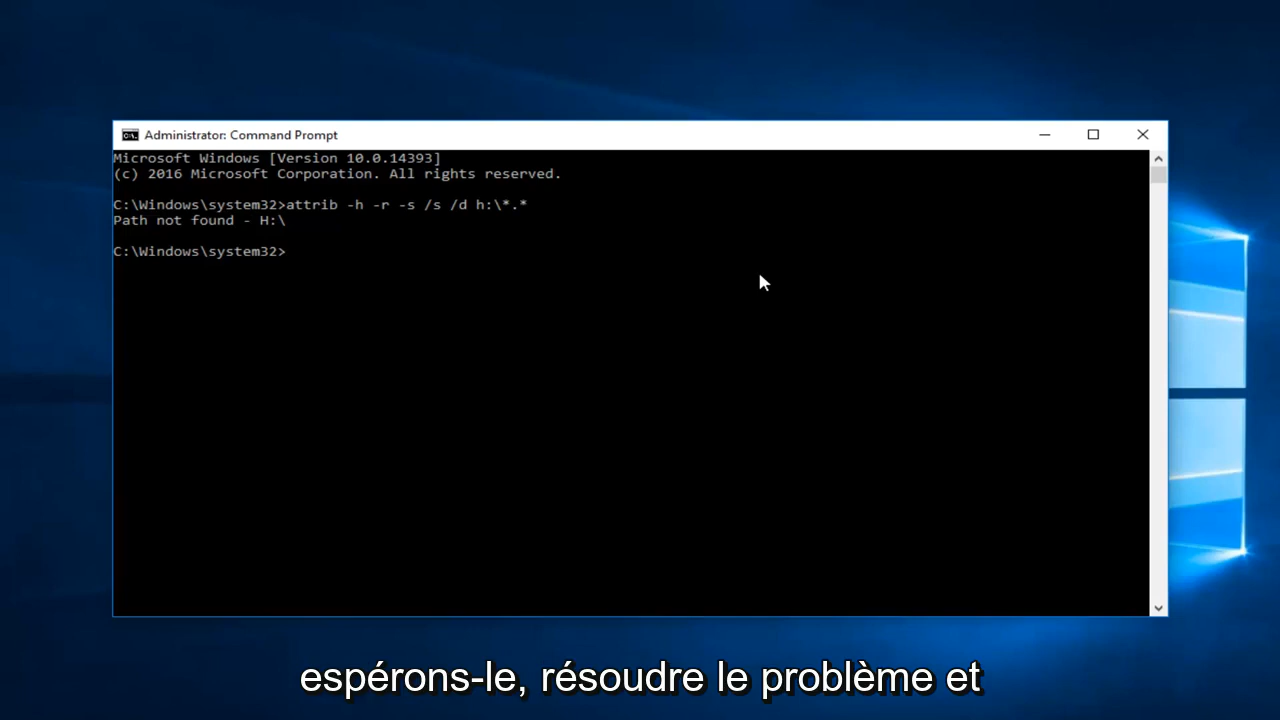 Administrator: Command Prompt
Microsoft Windows [Version 10.0.14393]
(c) 2016 Microsoft Corporation. All rights reserved.
C:\Windows\system32>attrib -h -r -s /s /d h:\*.*
Path not found - H:\
C:\Windows\system32>
espérons-le, résoudre le problème et